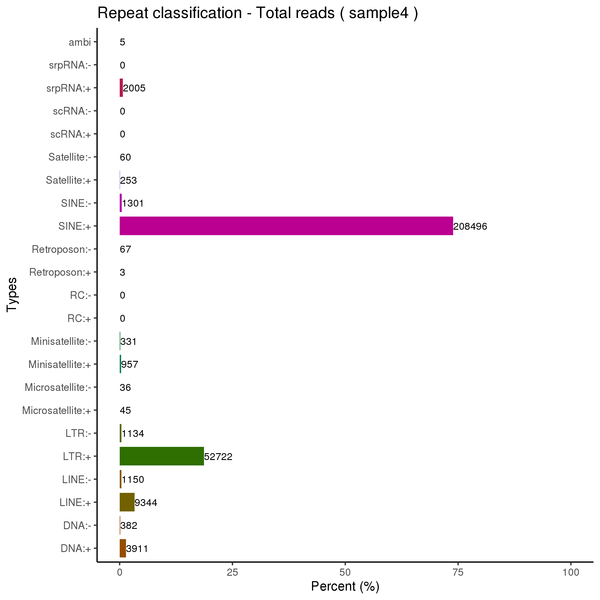 Repeat classification - Total reads ( sample4 )
ambi 5
srpRNA:- 0
srpRNA:+ 2005
scRNA:- 0
scRNA:+ 0
Satellite:- 60
Satellite:+ 253
SINE:- 1301
SINE:+ 208496
Retroposon:- 67
Retroposon:+ 3
RC:- 0
RC:+ 0
Minisatellite:- 331
Minisatellite:+ 957
Microsatellite:- 36
Microsatellite:+ 45
LTR:- 1134
LTR:+ 52722
LINE:- 1150
LINE:+ 9344
DNA:- 382
DNA:+ 3911
Types
0 25 50 75 100
Percent (%)